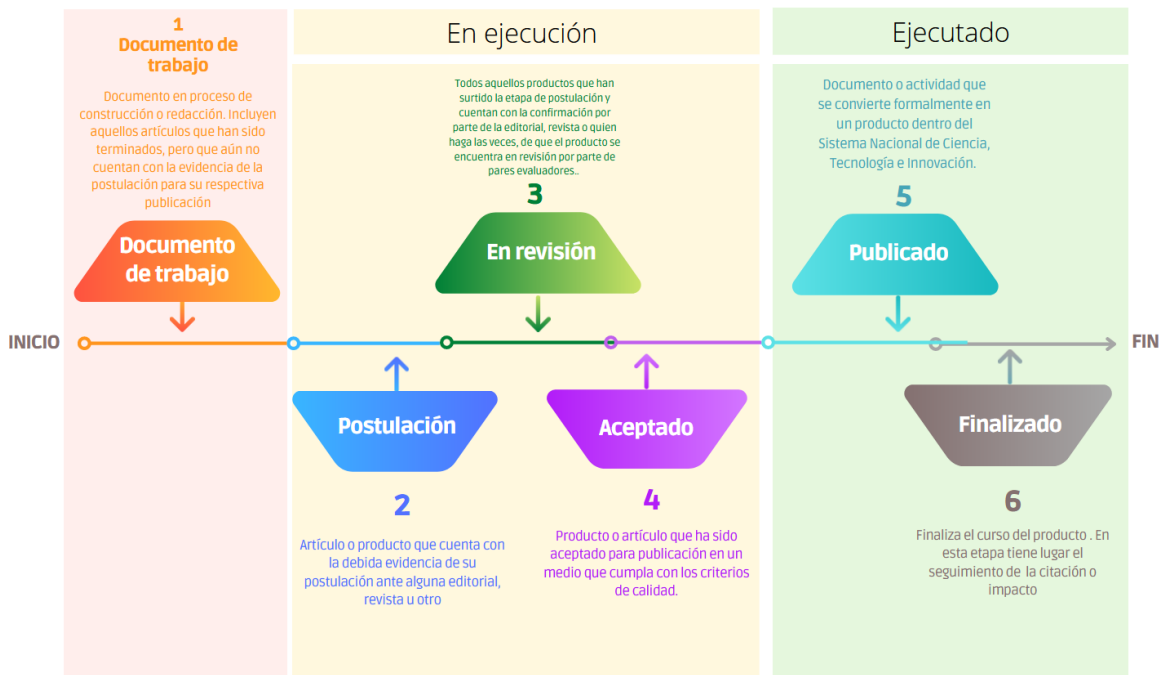 1
Documento de
trabajo
Documento en proceso de
construcción o redacción. Incluyen
aquellos artículos que han sido
terminados, pero que aún no
cuentan con la evidencia de la
postulación para su respectiva
publicación
Documento
de trabajo
En ejecución
Todos aquellos productos que han
surtido la etapa de postulación y
cuentan con la confirmación por
parte de la editorial, revista o quien
haga las veces, de que el producto se
encuentra en revisión por parte de
pares evaluadores..
3
En revisión
Ejecutado
Documento o actividad que
se convierte formalmente en
un producto dentro del
Sistema Nacional de Ciencia,
Tecnología e Innovación.
5
Publicado
INICIO
FIN
Postulación
2
Artículo o producto que cuenta con
la debida evidencia de su
postulación ante alguna editorial,
revista u otro
Aceptado
4
Producto o artículo que ha sido
aceptado para publicación en un
medio que cumpla con los criterios
de calidad.
Finalizado
6
Finaliza el curso del producto . En
esta etapa tiene lugar el
seguimiento de la citación o
impacto